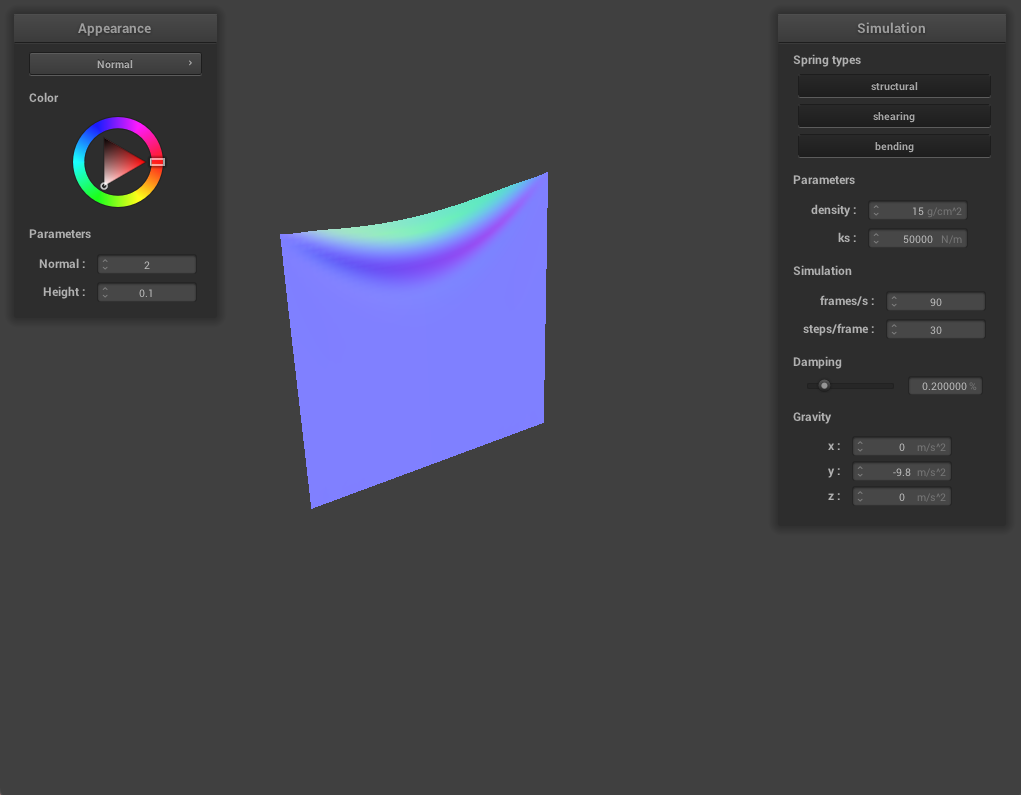 Appearance
Normal
Color
Parameters
Normal : 2
Height : 0.1
Simulation
Spring types
structural
shearing
bending
Parameters
density : 15 g/cm^2
ks : 50000 N/m
Simulation
frames/s : 90
steps/frame : 30
Damping
0.200000 %
Gravity
x : 0 m/s^2
y : -9.8 m/s^2
z : 0 m/s^2